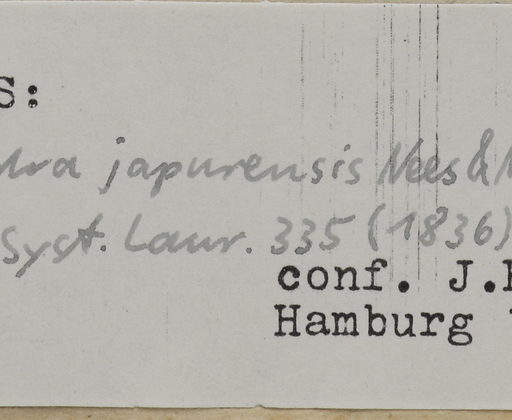 S:
japurensis Nees &
Syst. Laur. 335 (1836)
conf. J.
Hamburg